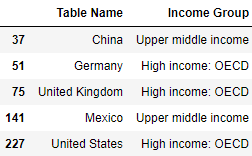 Table Name Income Group
37 China Upper middle income
51 Germany High income: OECD
75 United Kingdom High income: OECD
141 Mexico Upper middle income
227 United States High income: OECD